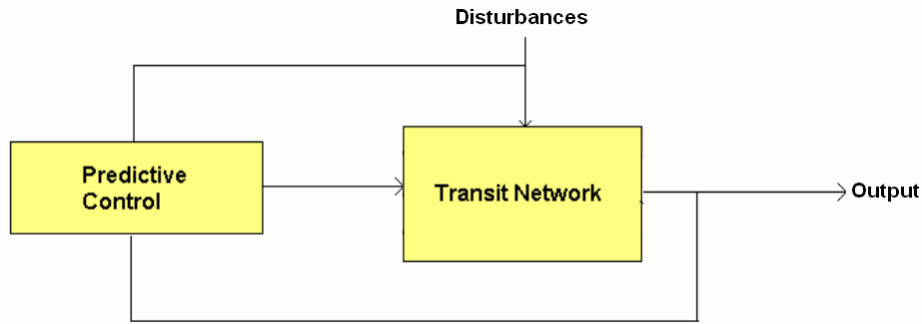 Disturbances
Predictive
Control
Transit Network
Output